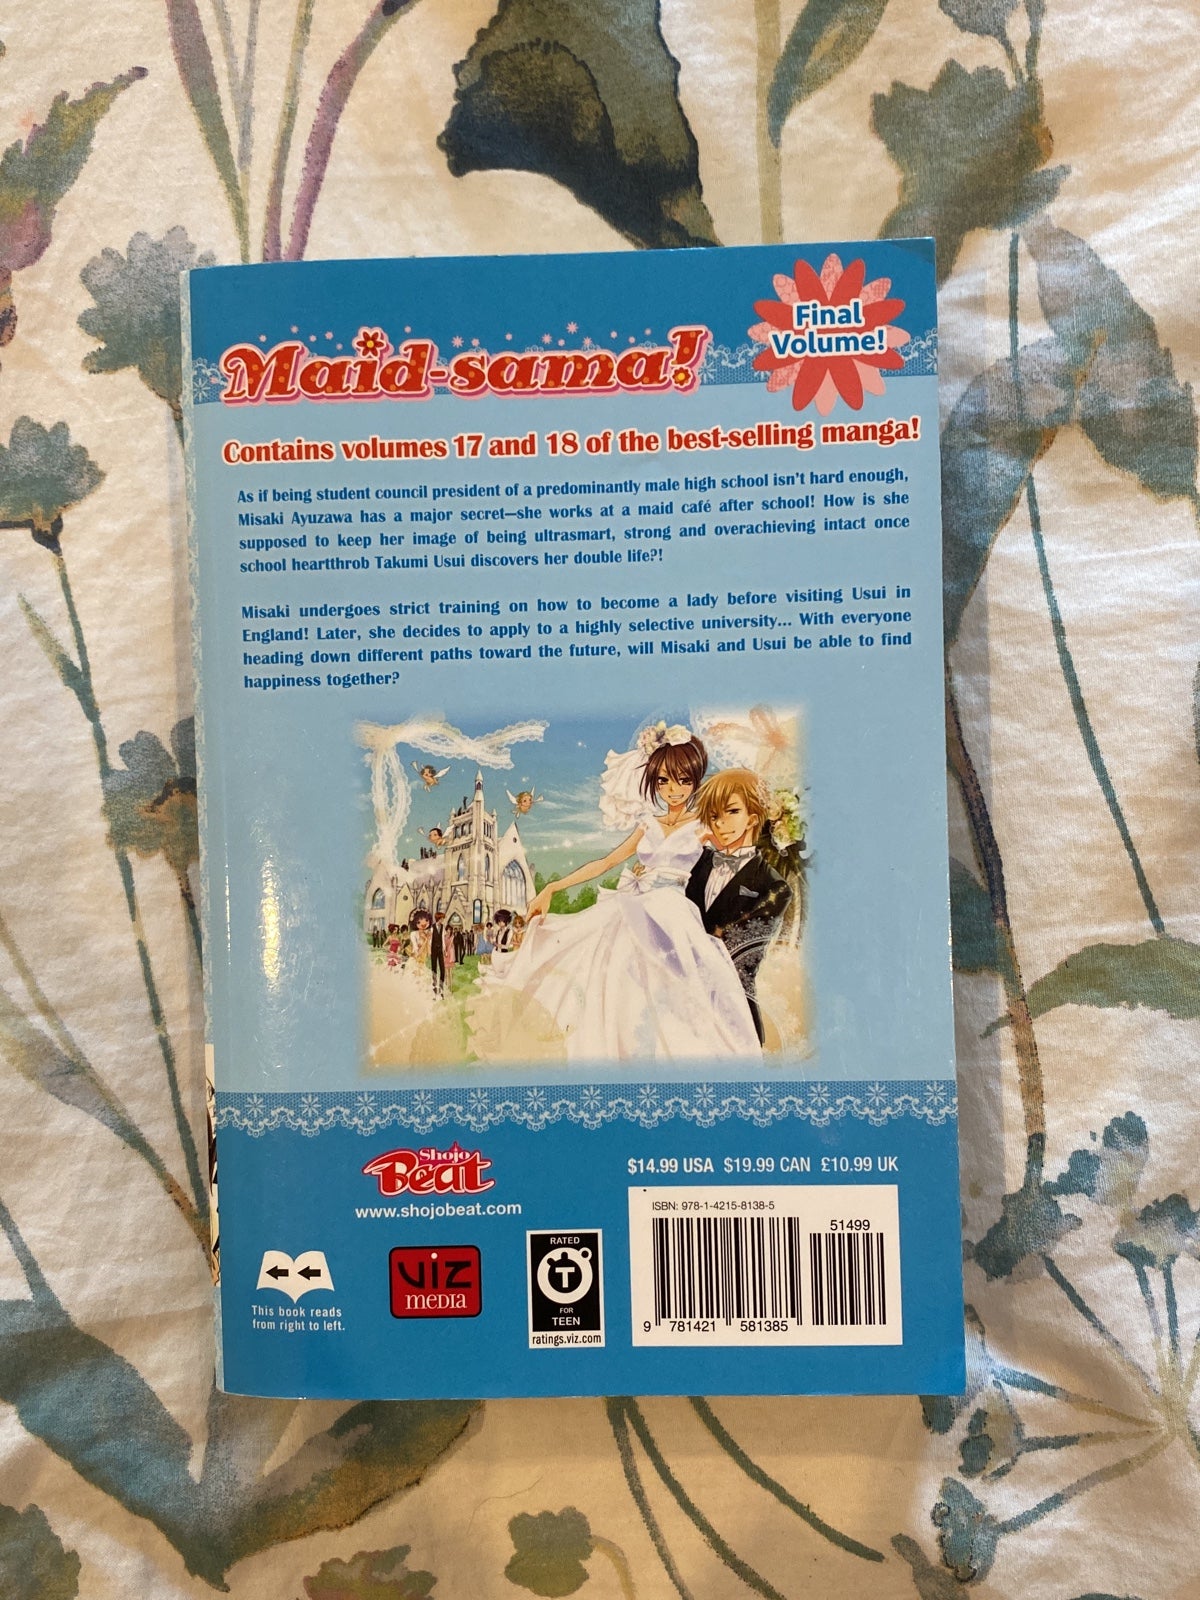 Final
Volume!
Maid-sama!
Contains volumes 17 and 18 of the best-selling manga!
As if being student council president of a predominantly male high school isn't hard enough,
Misaki Ayuzawa has a major secret—she works at a maid café after school! How is she
supposed to keep her image of being ultrasmart, strong and overachieving intact once
school heartthrob Takumi Usui discovers her double life?!
Misaki undergoes strict training on how to become a lady before visiting Usui in
England! Later, she decides to apply to a highly selective university... With everyone
heading down different paths toward the future, will Misaki and Usui be able to find
happiness together?
Shojo
Beat
www.shojobeat.com
$14.99 USA $19.99 CAN £10.99 UK
ISBN: 978-1-4215-8138-5
51499
9 781421 581385
This book reads
from right to left.
VIZ
MEDIA
RATED
T
FOR
TEEN
ratings.viz.com